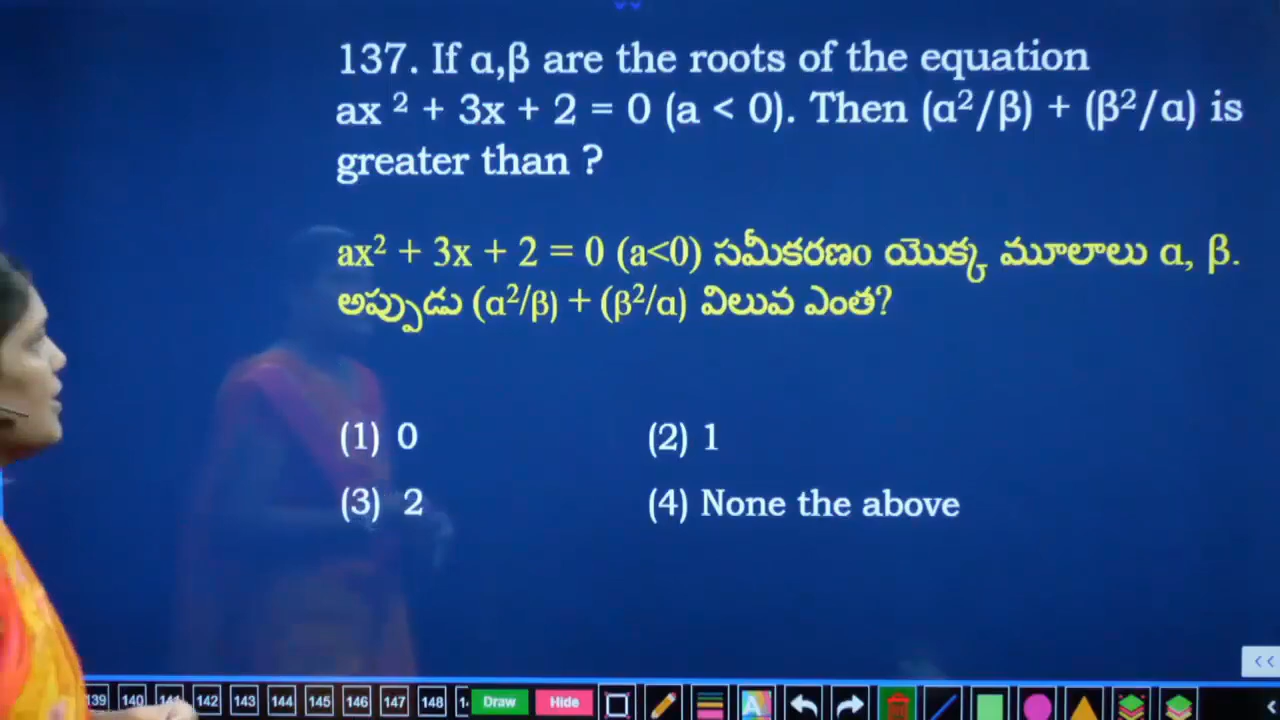 137. If α,β are the roots of the equation
ax ² + 3x + 2 = 0 (a < 0). Then (α²/β) + (β²/α) is
greater than ?
ax² + 3x + 2 = 0 (a<0) సమీకరణం యొక్క మూలాలు α, β.
అప్పుడు (α²/β) + (β²/α) విలువ ఎంత?
(1) 0
(2) 1
(3) 2
(4) None the above
139 140 141 142 143 144 145 146 147 148 Draw Hide